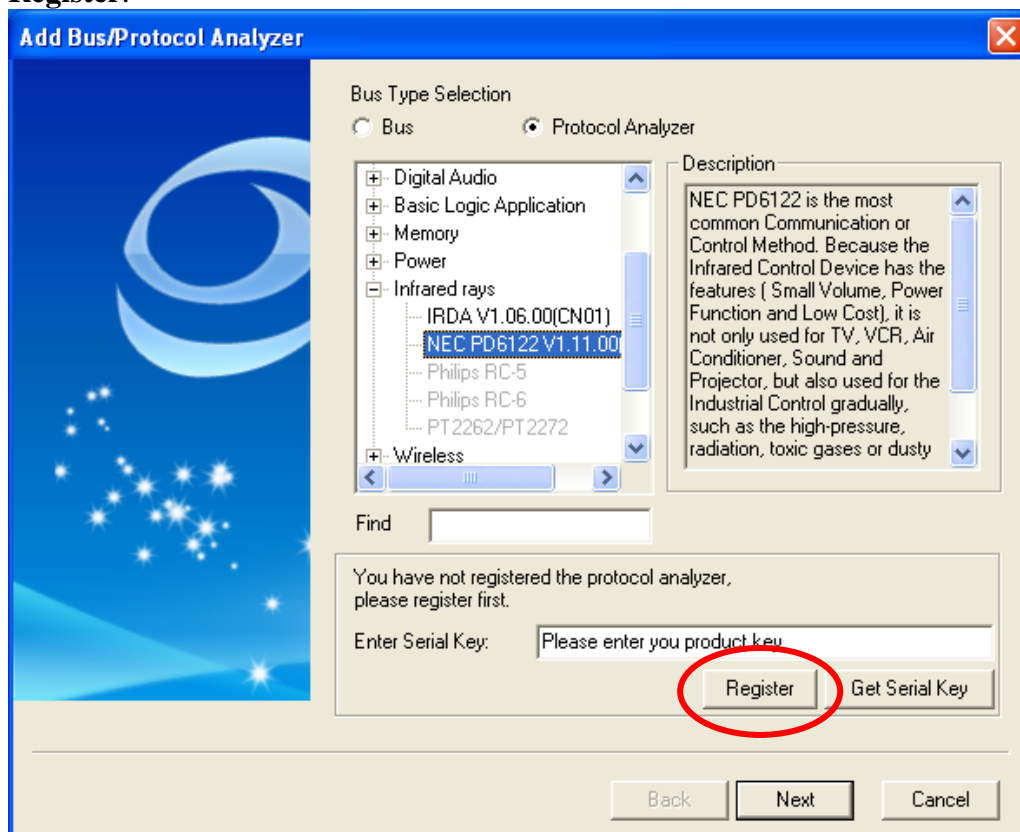 Register.
Add Bus/Protocol Analyzer
Bus Type Selection
Bus
Protocol Analyzer
Digital Audio
Basic Logic Application
Memory
Power
Infrared rays
IRDA V1.06.00(CN01)
NEC PD6122 V1.11.00(
Philips RC-5
Philips RC-6
PT2262/PT2272
Wireless
Description
NEC PD6122 is the most
common Communication or
Control Method. Because the
Infrared Control Device has the
features ( Small Volume, Power
Function and Low Cost), it is
not only used for TV, VCR, Air
Conditioner, Sound and
Projector, but also used for the
Industrial Control gradually,
such as the high-pressure,
radiation, toxic gases or dusty
Find
You have not registered the protocol analyzer,
please register first.
Enter Serial Key:
Please enter you product key
Register
Get Serial Key
Back
Next
Cancel